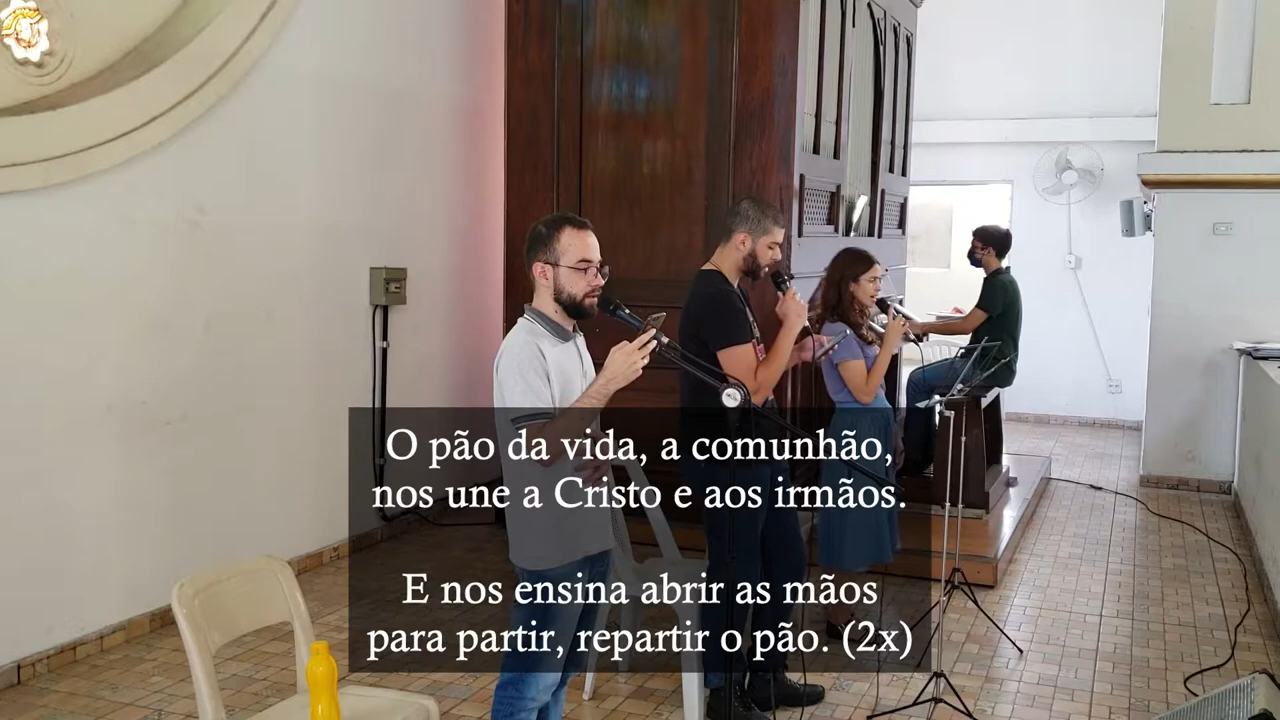 O pão da vida, a comunhão,
nos une a Cristo e aos irmãos.
E nos ensina abrir as mãos
para partir, repartir o pão. (2x)